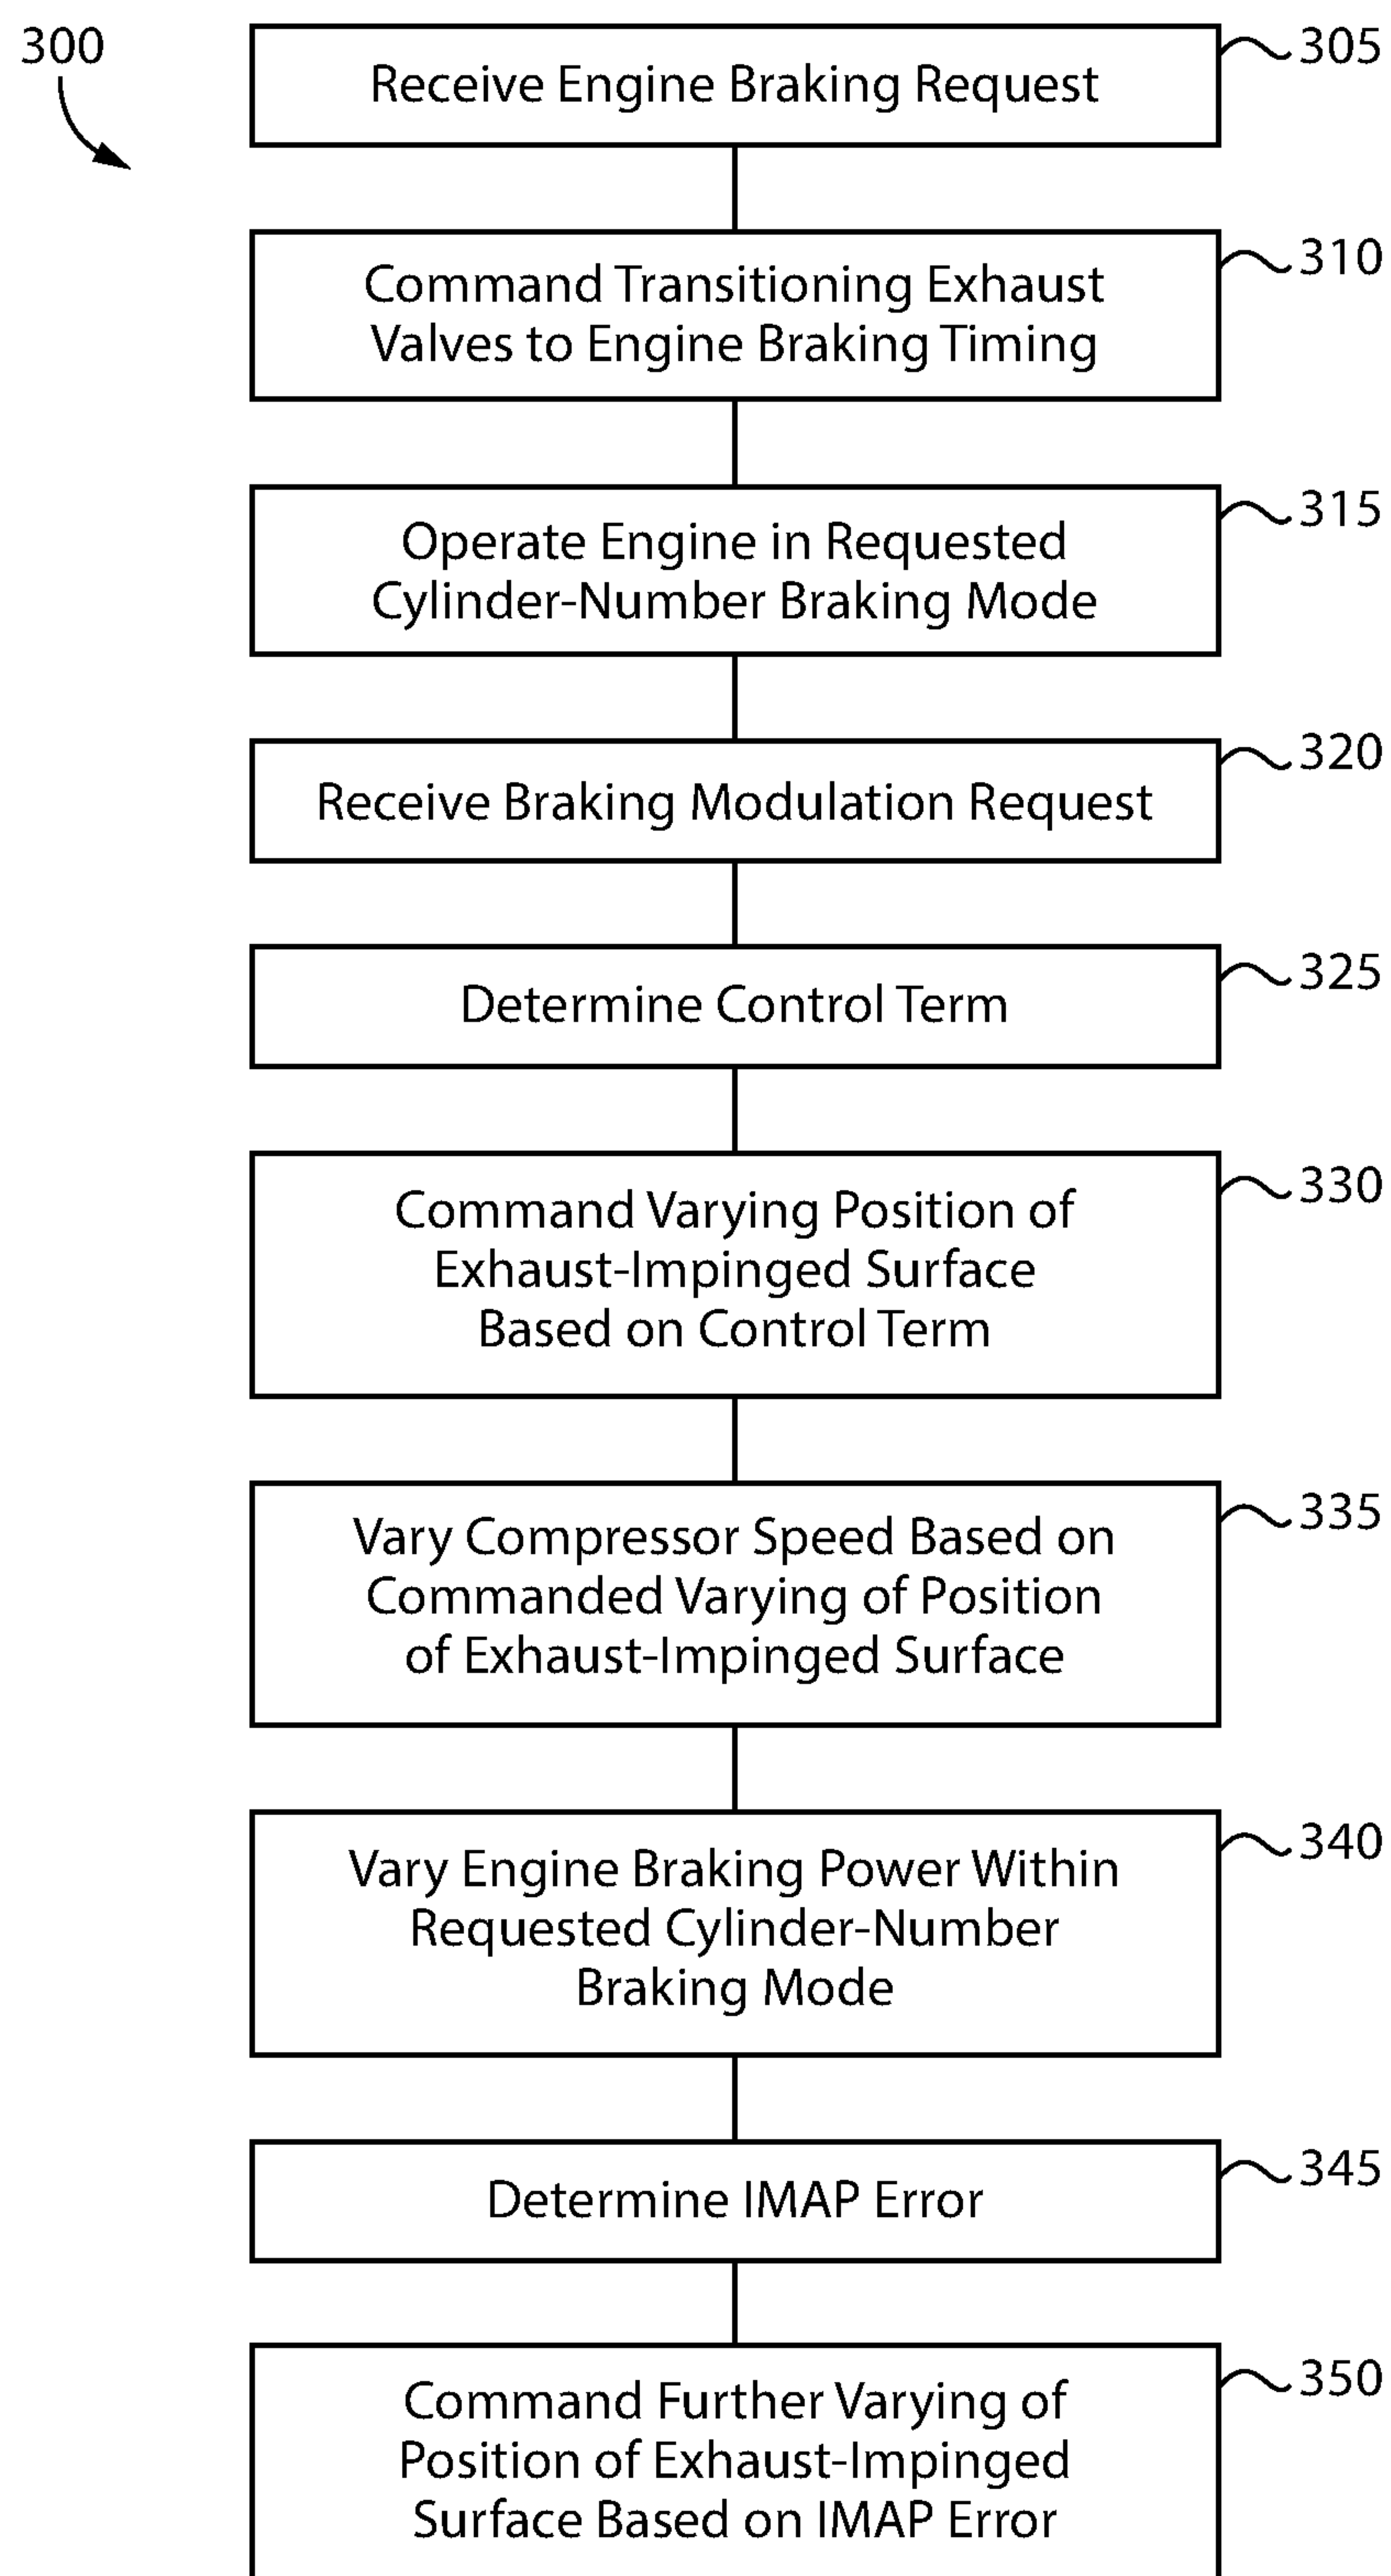 300
Receive Engine Braking Request
305
Command Transitioning Exhaust
Valves to Engine Braking Timing
310
Operate Engine in Requested
Cylinder-Number Braking Mode
315
Receive Braking Modulation Request
320
Determine Control Term
325
Command Varying Position of
Exhaust-Impinged Surface
Based on Control Term
330
Vary Compressor Speed Based on
Commanded Varying of Position
of Exhaust-Impinged Surface
335
Vary Engine Braking Power Within
Requested Cylinder-Number
Braking Mode
340
Determine IMAP Error
345
Command Further Varying of
Position of Exhaust-Impinged
Surface Based on IMAP Error
350